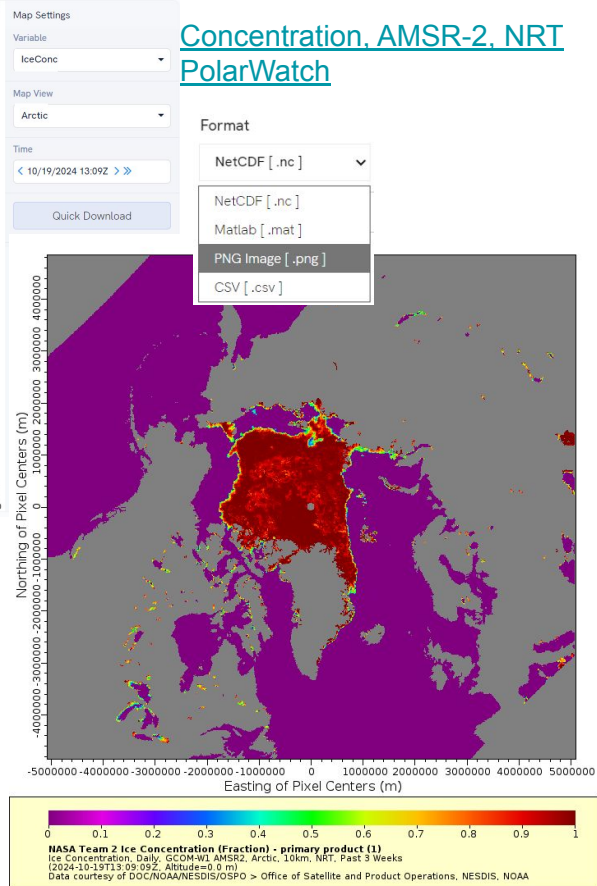 Map Settings
Variable
IceConc
Map View
Arctic
Time
< 10/19/2024 13:09Z > »
Quick Download
Concentration, AMSR-2, NRT
PolarWatch
Format
NetCDF [ .nc ]
NetCDF [ .nc ]
Matlab [ .mat ]
PNG Image [ .png ]
CSV [ .csv ]
Northing of Pixel Centers (m)
4000000
3000000
2000000
1000000
0
-1000000
-2000000
-3000000
-4000000
-5000000 -4000000 -3000000 -2000000 -1000000 0 1000000 2000000 3000000 4000000 5000000
Easting of Pixel Centers (m)
0 0.1 0.2 0.3 0.4 0.5 0.6 0.7 0.8 0.9 1
NASA Team 2 Ice Concentration (Fraction) - primary product (1)
Ice Concentration, Daily, GCOM-W1 AMSR2, Arctic, 10km, NRT, Past 3 Weeks
(2024-10-19T13:09:09Z, Altitude=0.0 m)
Data courtesy of DOC/NOAA/NESDIS/OSPO > Office of Satellite and Product Operations, NESDIS, NOAA